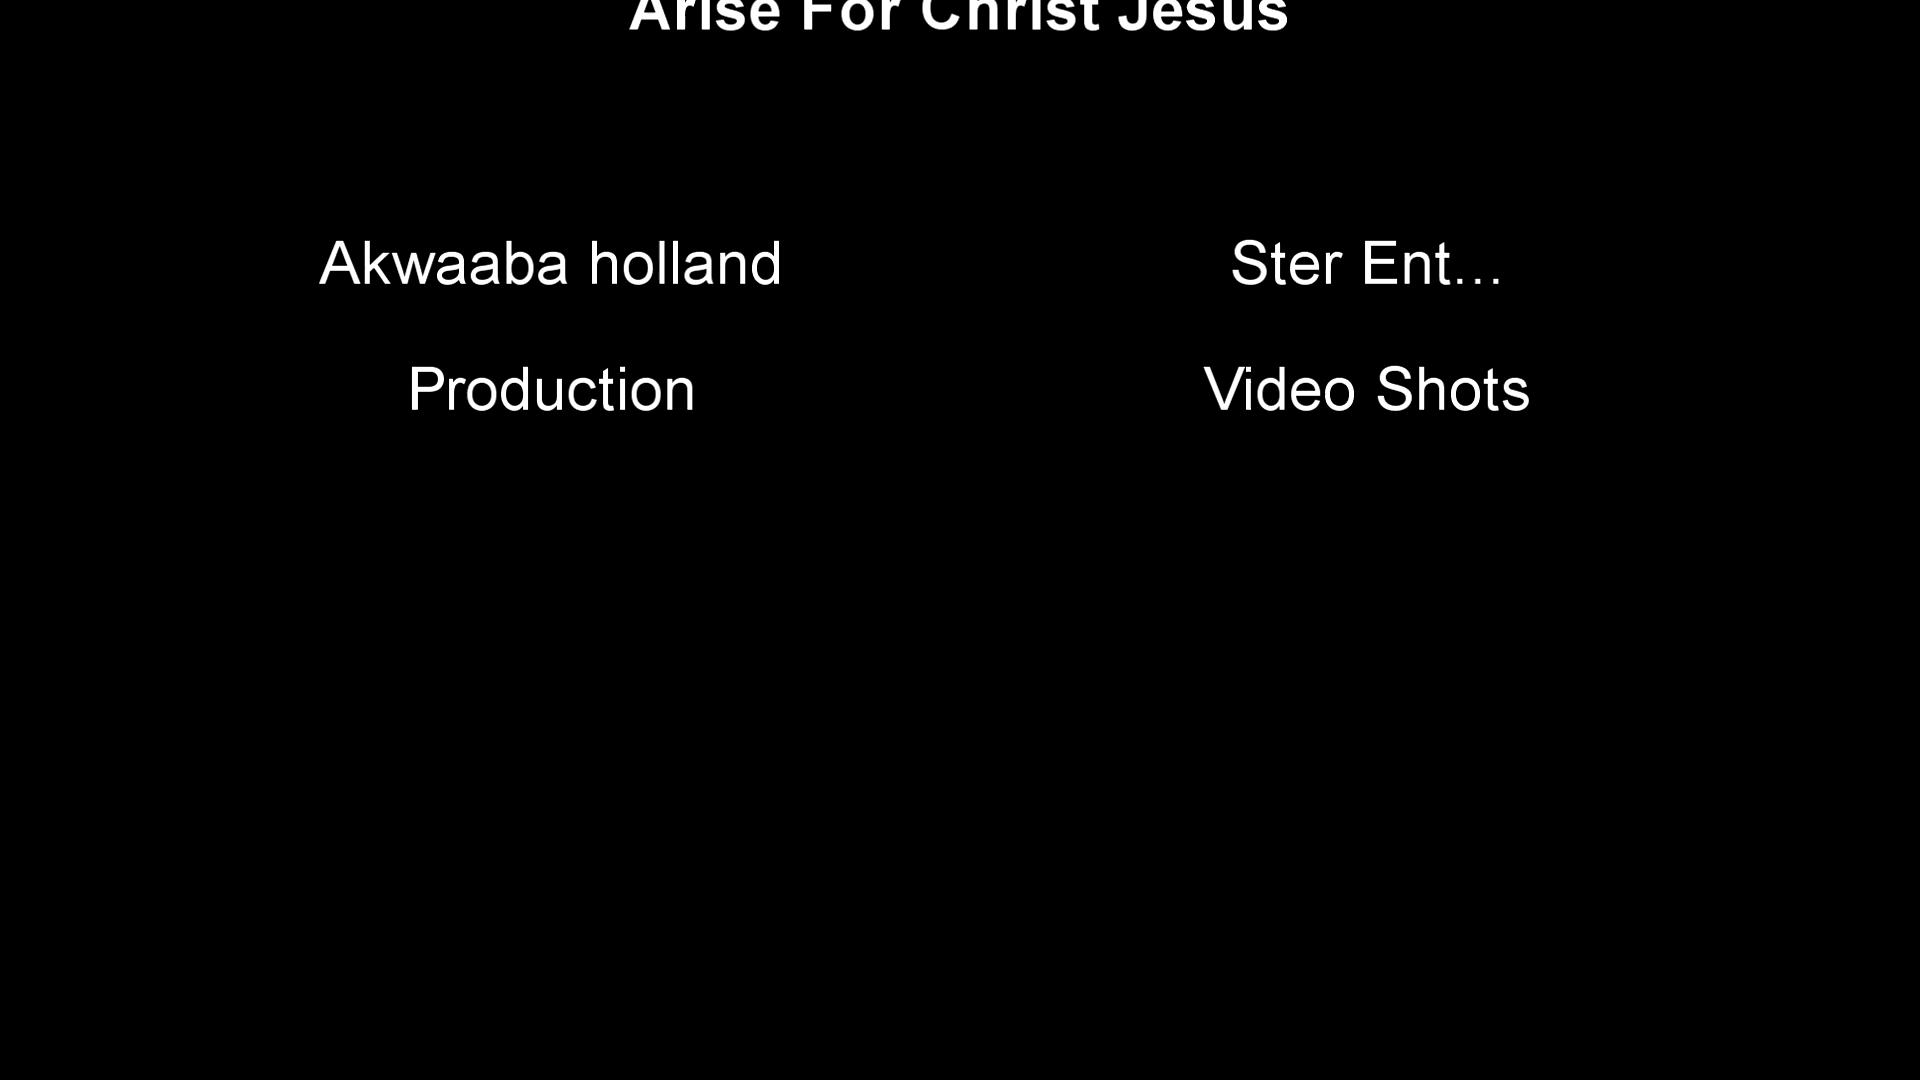 Arise For Christ Jesus
Akwaaba holland Ster Ent...
Production Video Shots